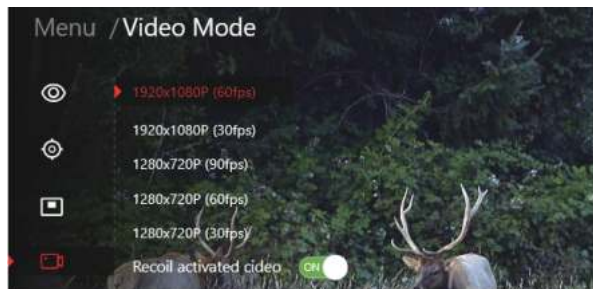 Menu / Video Mode
1920x1080P (60fps)
1920x1080P (30fps)
1280x720P (90fps)
1280x720P (60fps)
1280x720P (30fps)
Recoil activated cideo ON